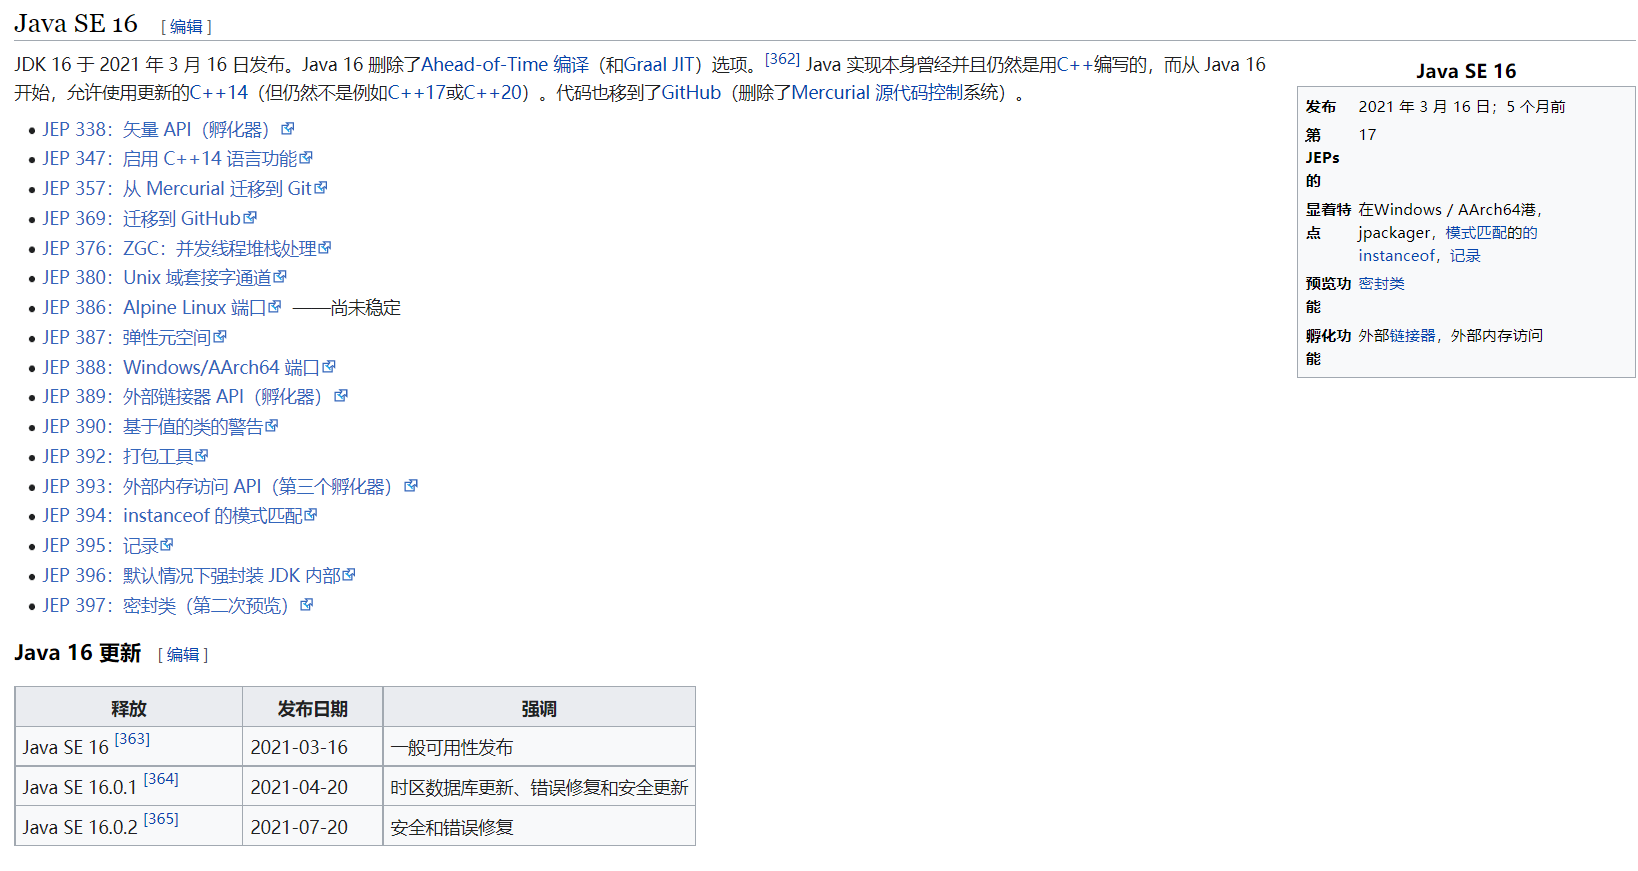 Java SE 16 [ 编辑 ]
JDK 16 于 2021 年 3 月 16 日发布。Java 16 删除了Ahead-of-Time 编译（和Graal JIT）选项。[362] Java 实现本身曾经并且仍然是用C++编写的，而从 Java 16
开始，允许使用更新的C++14（但仍然不是例如C++17或C++20）。代码也移到了GitHub（删除了Mercurial 源代码控制系统）。
• JEP 338：矢量 API（孵化器）
• JEP 347：启用 C++14 语言功能
• JEP 357：从 Mercurial 迁移到 Git
• JEP 369：迁移到 GitHub
• JEP 376：ZGC：并发线程堆栈处理
• JEP 380：Unix 域套接字通道
• JEP 386：Alpine Linux 端口 ——尚未稳定
• JEP 387：弹性元空间
• JEP 388：Windows/AArch64 端口
• JEP 389：外部链接器 API（孵化器）
• JEP 390：基于值的类的警告
• JEP 392：打包工具
• JEP 393：外部内存访问 API（第三个孵化器）
• JEP 394：instanceof 的模式匹配
• JEP 395：记录
• JEP 396：默认情况下强封装 JDK 内部
• JEP 397：密封类（第二次预览）
Java SE 16
发布 2021 年 3 月 16 日；5 个月前
第 17
JEPs
的
显着特 在Windows / AArch64港，
点 jpackager，模式匹配的的
instanceof，记录
预览功 密封类
能
孵化功 外部链接器，外部内存访问
能
Java 16 更新 [ 编辑 ]
释放 发布日期 强调
Java SE 16 [363] 2021-03-16 一般可用性发布
Java SE 16.0.1 [364] 2021-04-20 时区数据库更新、错误修复和安全更新
Java SE 16.0.2 [365] 2021-07-20 安全和错误修复